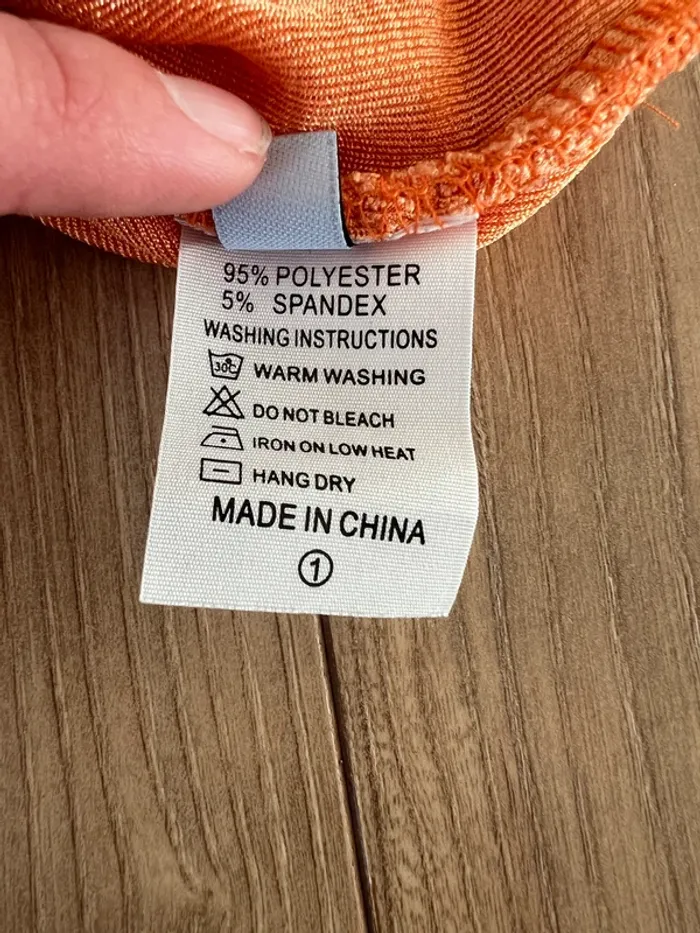 95% POLYESTER
5% SPANDEX
WASHING INSTRUCTIONS
30C WARM WASHING
DO NOT BLEACH
IRON ON LOW HEAT
HANG DRY
MADE IN CHINA
1